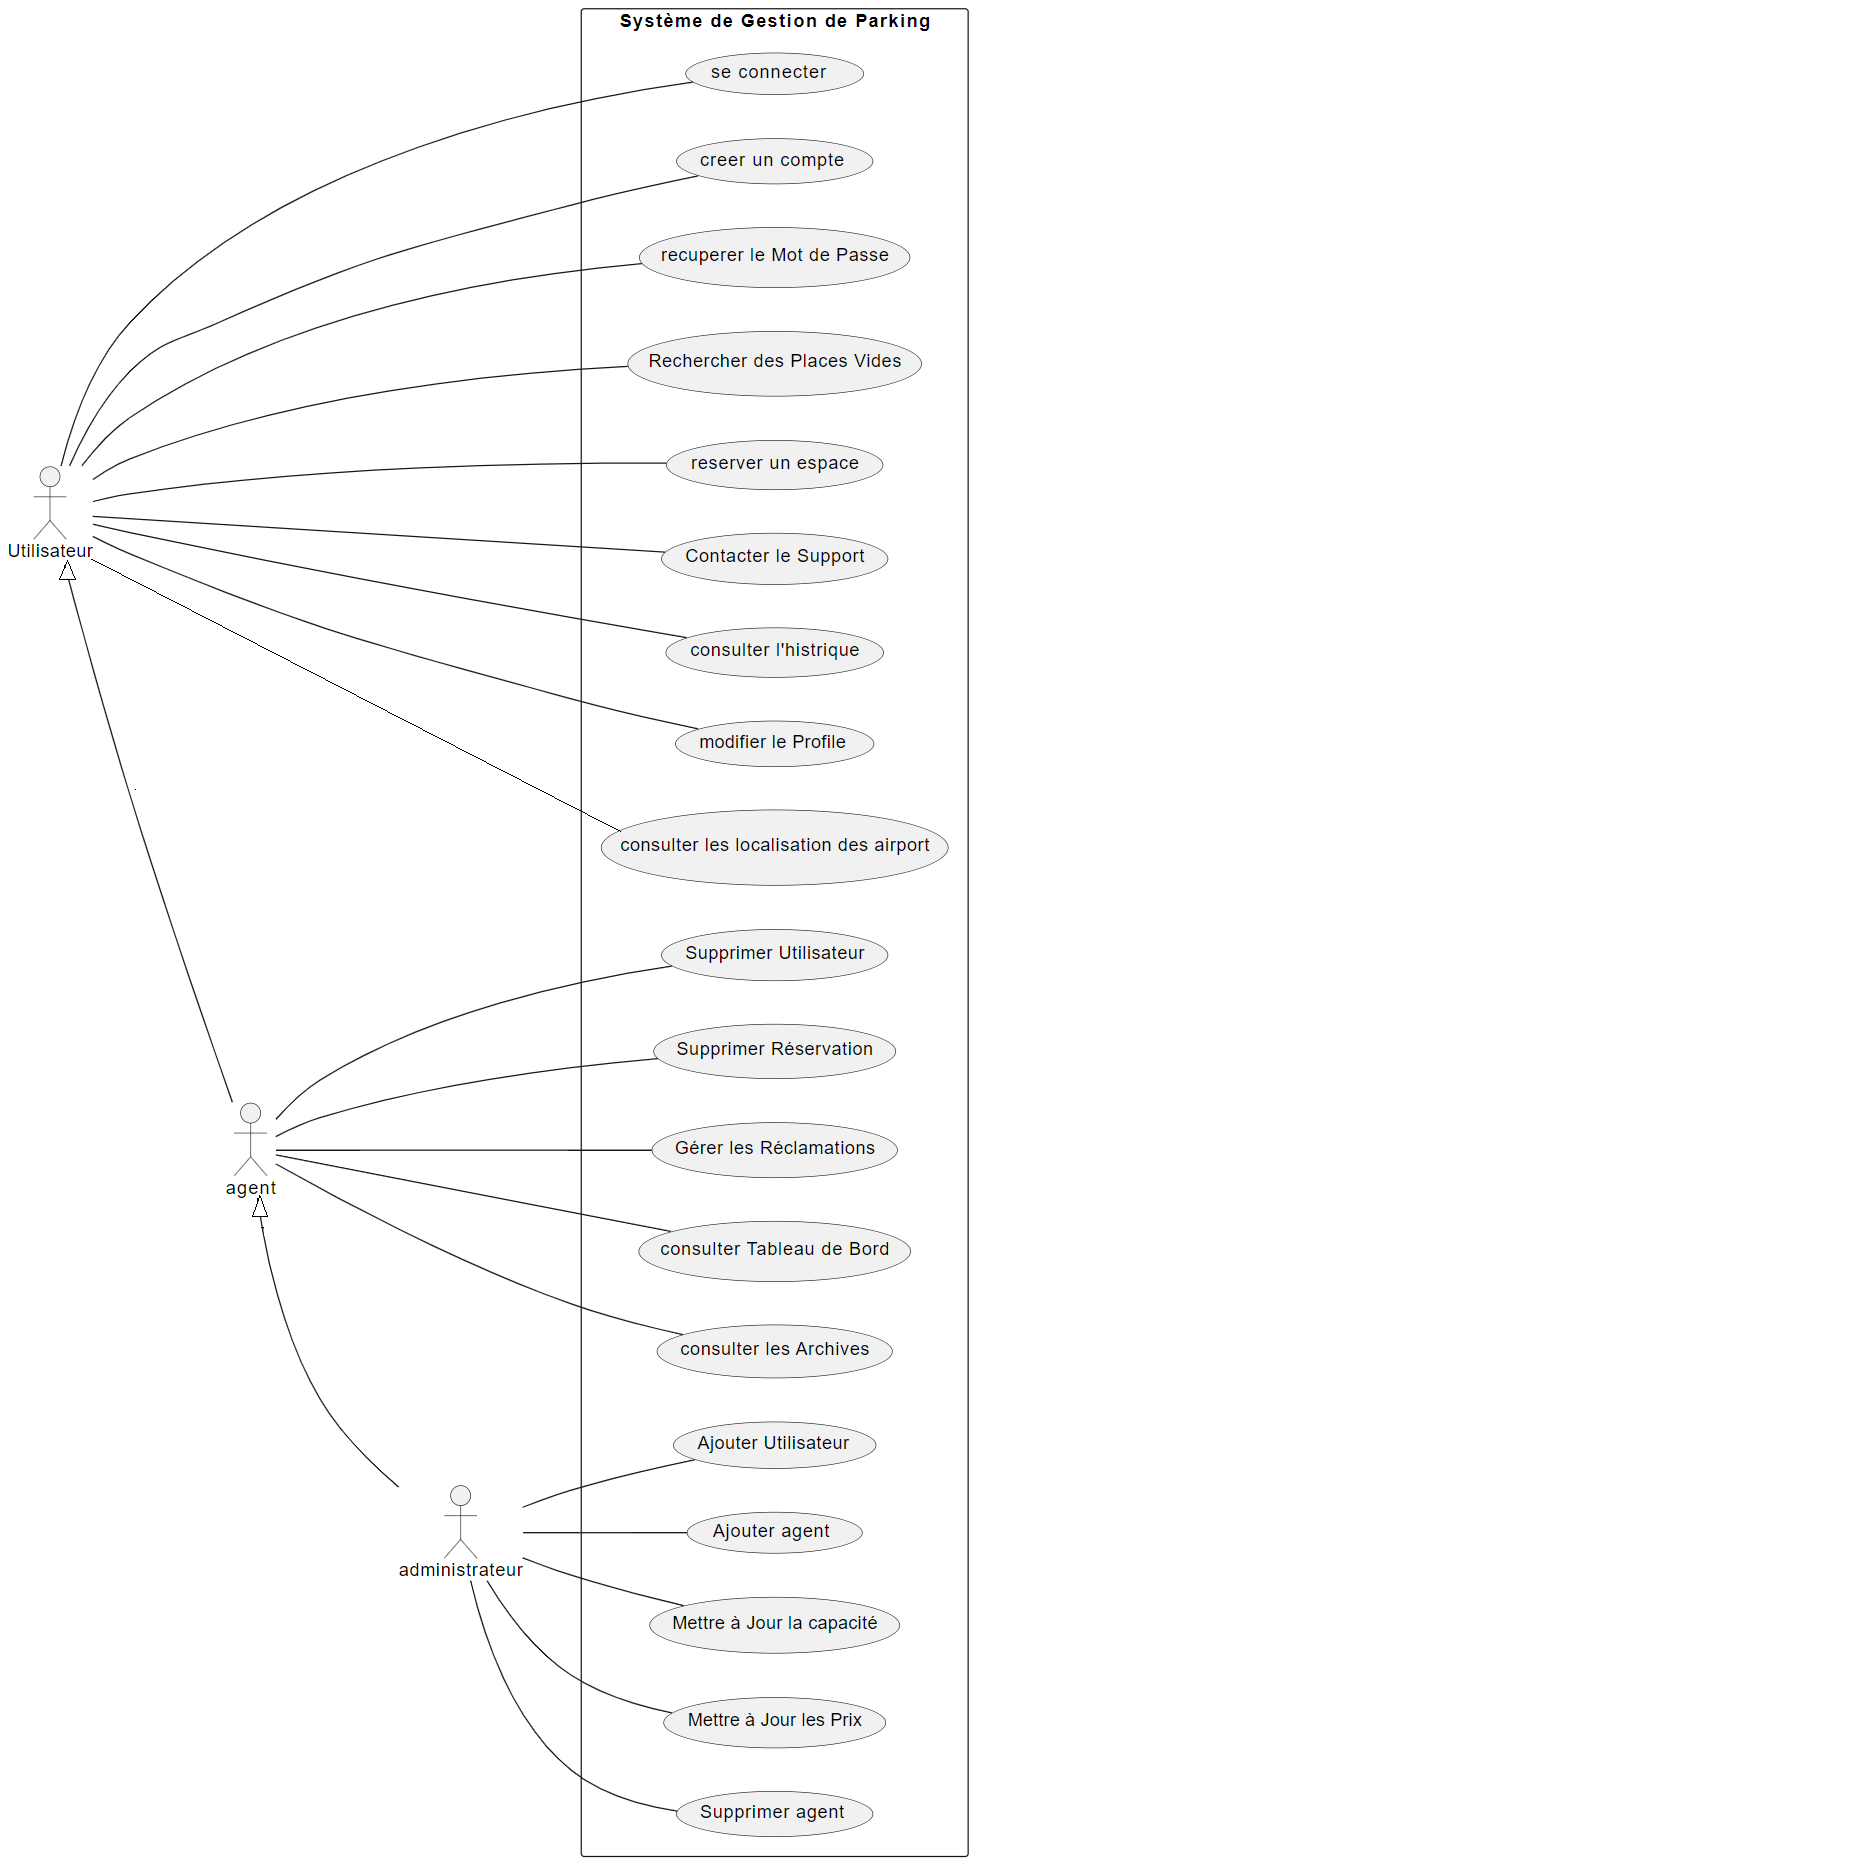 Système de Gestion de Parking
se connecter
creer un compte
recuperer le Mot de Passe
Rechercher des Places Vides
reserver un espace
Utilisateur
Contacter le Support
consulter l'histrique
modifier le Profile
consulter les localisation des airport
Supprimer Utilisateur
Supprimer Réservation
Gérer les Réclamations
agent
consulter Tableau de Bord
consulter les Archives
Ajouter Utilisateur
Ajouter agent
administrateur
Mettre à Jour la capacité
Mettre à Jour les Prix
Supprimer agent